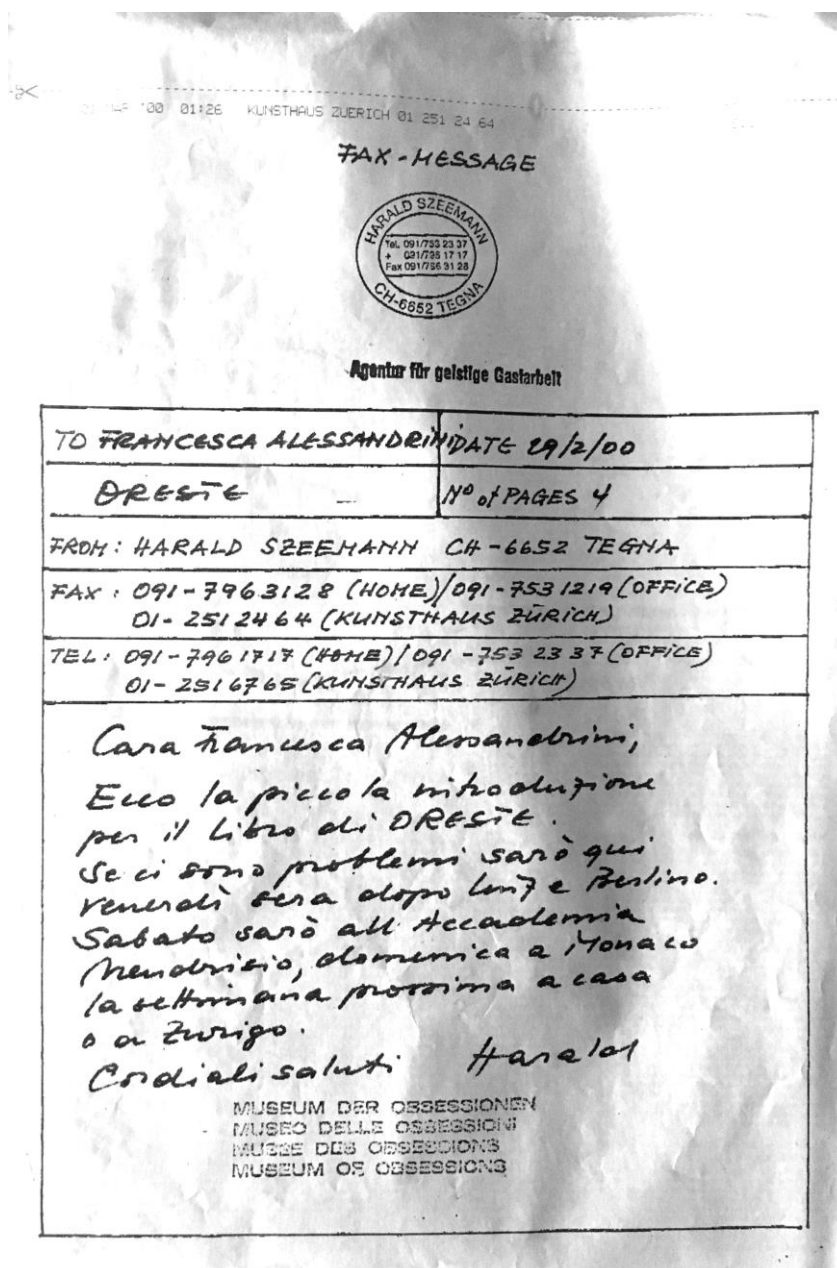 '00 01:26 KUNSTHAUS ZUERICH 01 251 24 64
FAX-MESSAGE
HARALD SZEEMANN
Tel. 091/753 23 37
+ 091/796 17 17
Fax 091/796 31 28
CH-6652 TEGNA
Agentur für geistige Gastarbeit
TO FRANCESCA ALESSANDRINI DATE 29/2/00
ORESTE Nº of PAGES 4
FROM: HARALD SZEEMANN CH-6652 TEGNA
FAX: 091-7963128 (HOME)/091-7531219 (OFFICE)
01-2512464 (KUNSTHAUS ZÜRICH)
TEL: 091-7961717 (HOME)/091-753 23 37 (OFFICE)
01-2516765 (KUNSTHAUS ZÜRICH)
Cara Francesca Alessandrini,
Ecco la piccola introduzione
per il libro di ORESTE.
Se ci sono problemi sarò qui
venerdì sera dopo Linz e Berlino.
Sabato sarò all Accademia
Mendrisio, domenica a Monaco
la settimana prossima a casa
o a Zurigo.
Cordiali saluti Harald
MUSEUM DER OBSESSIONEN
MUSEO DELLE OSSESSIONI
MUSEE DES OBSESSIONS
MUSEUM OF OBSESSIONS